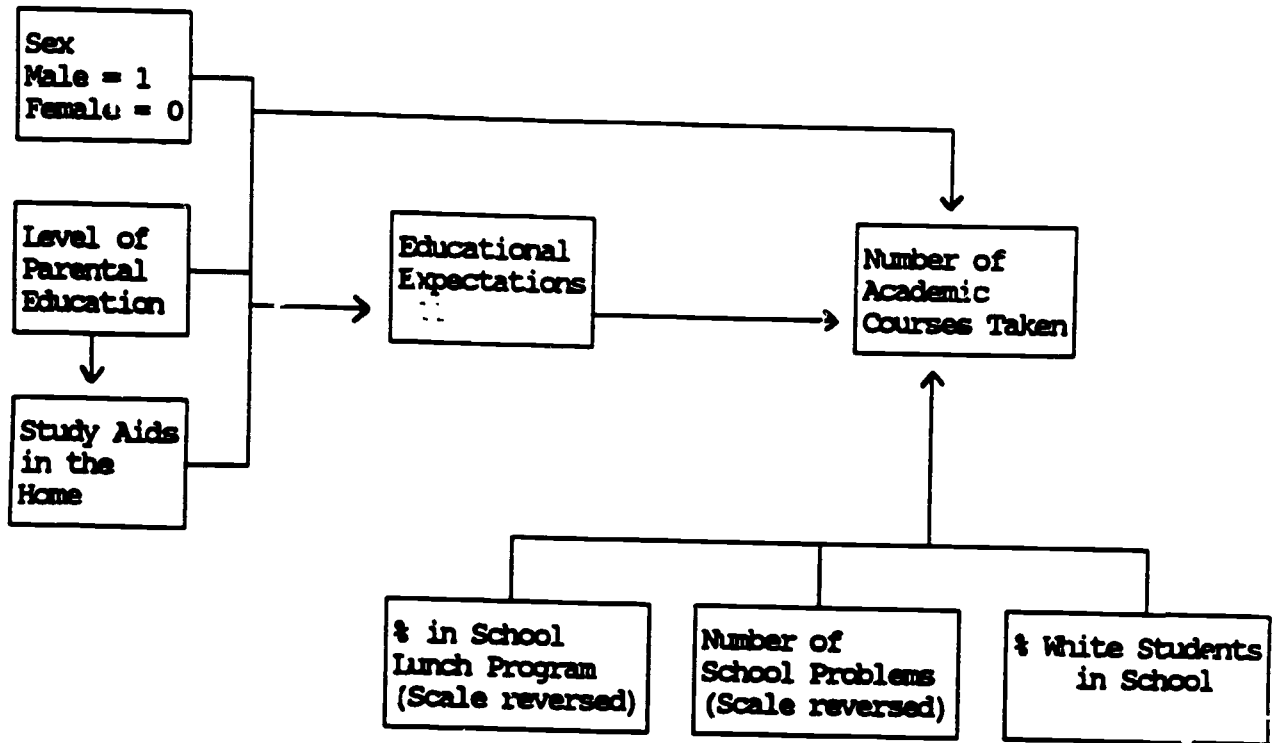 Sex
Male = 1
Female = 0
Level of
Parental
Education
Study Aids
in the
Home
Educational
Expectations
Number of
Academic
Courses Taken
% in School
Lunch Program
(Scale reversed)
Number of
School Problems
(Scale reversed)
% White Students
in School